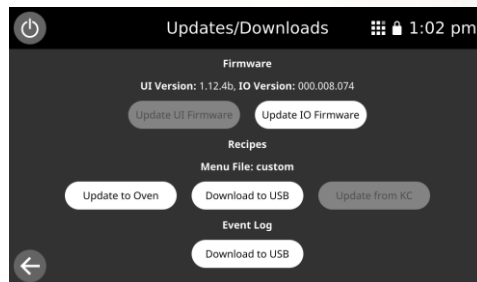 Updates/Downloads 1:02 pm
Firmware
UI Version: 1.12.4b, IO Version: 000.008.074
Update UI Firmware Update IO Firmware
Recipes
Menu File: custom
Update to Oven Download to USB Update from KC
Event Log
Download to USB